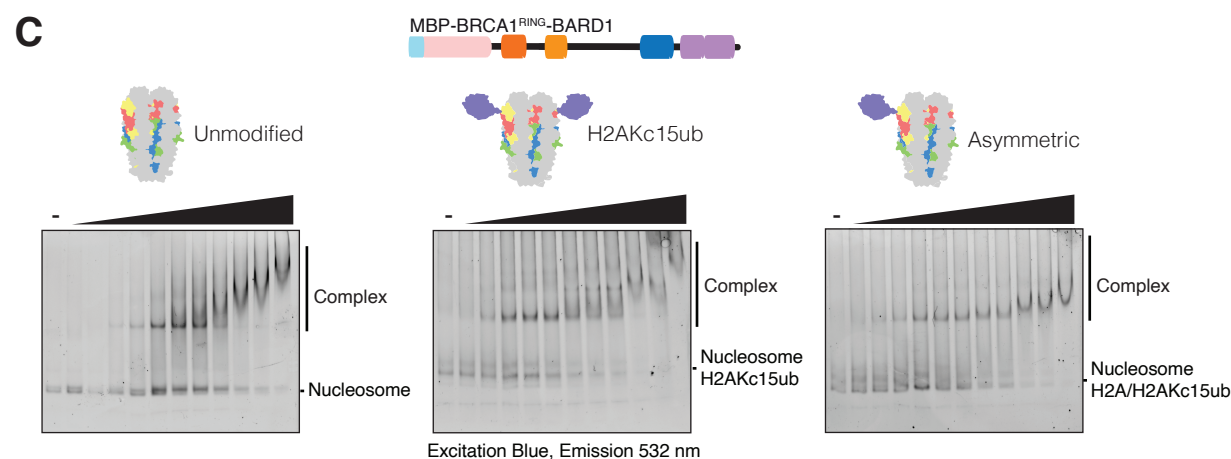 C
MBP-BRCA1RING-BARD1
Unmodified
H2AKc15ub
Asymmetric
-
-
-
Complex
Nucleosome
Complex
Nucleosome
H2AKc15ub
Complex
Nucleosome
H2A/H2AKc15ub
Excitation Blue, Emission 532 nm